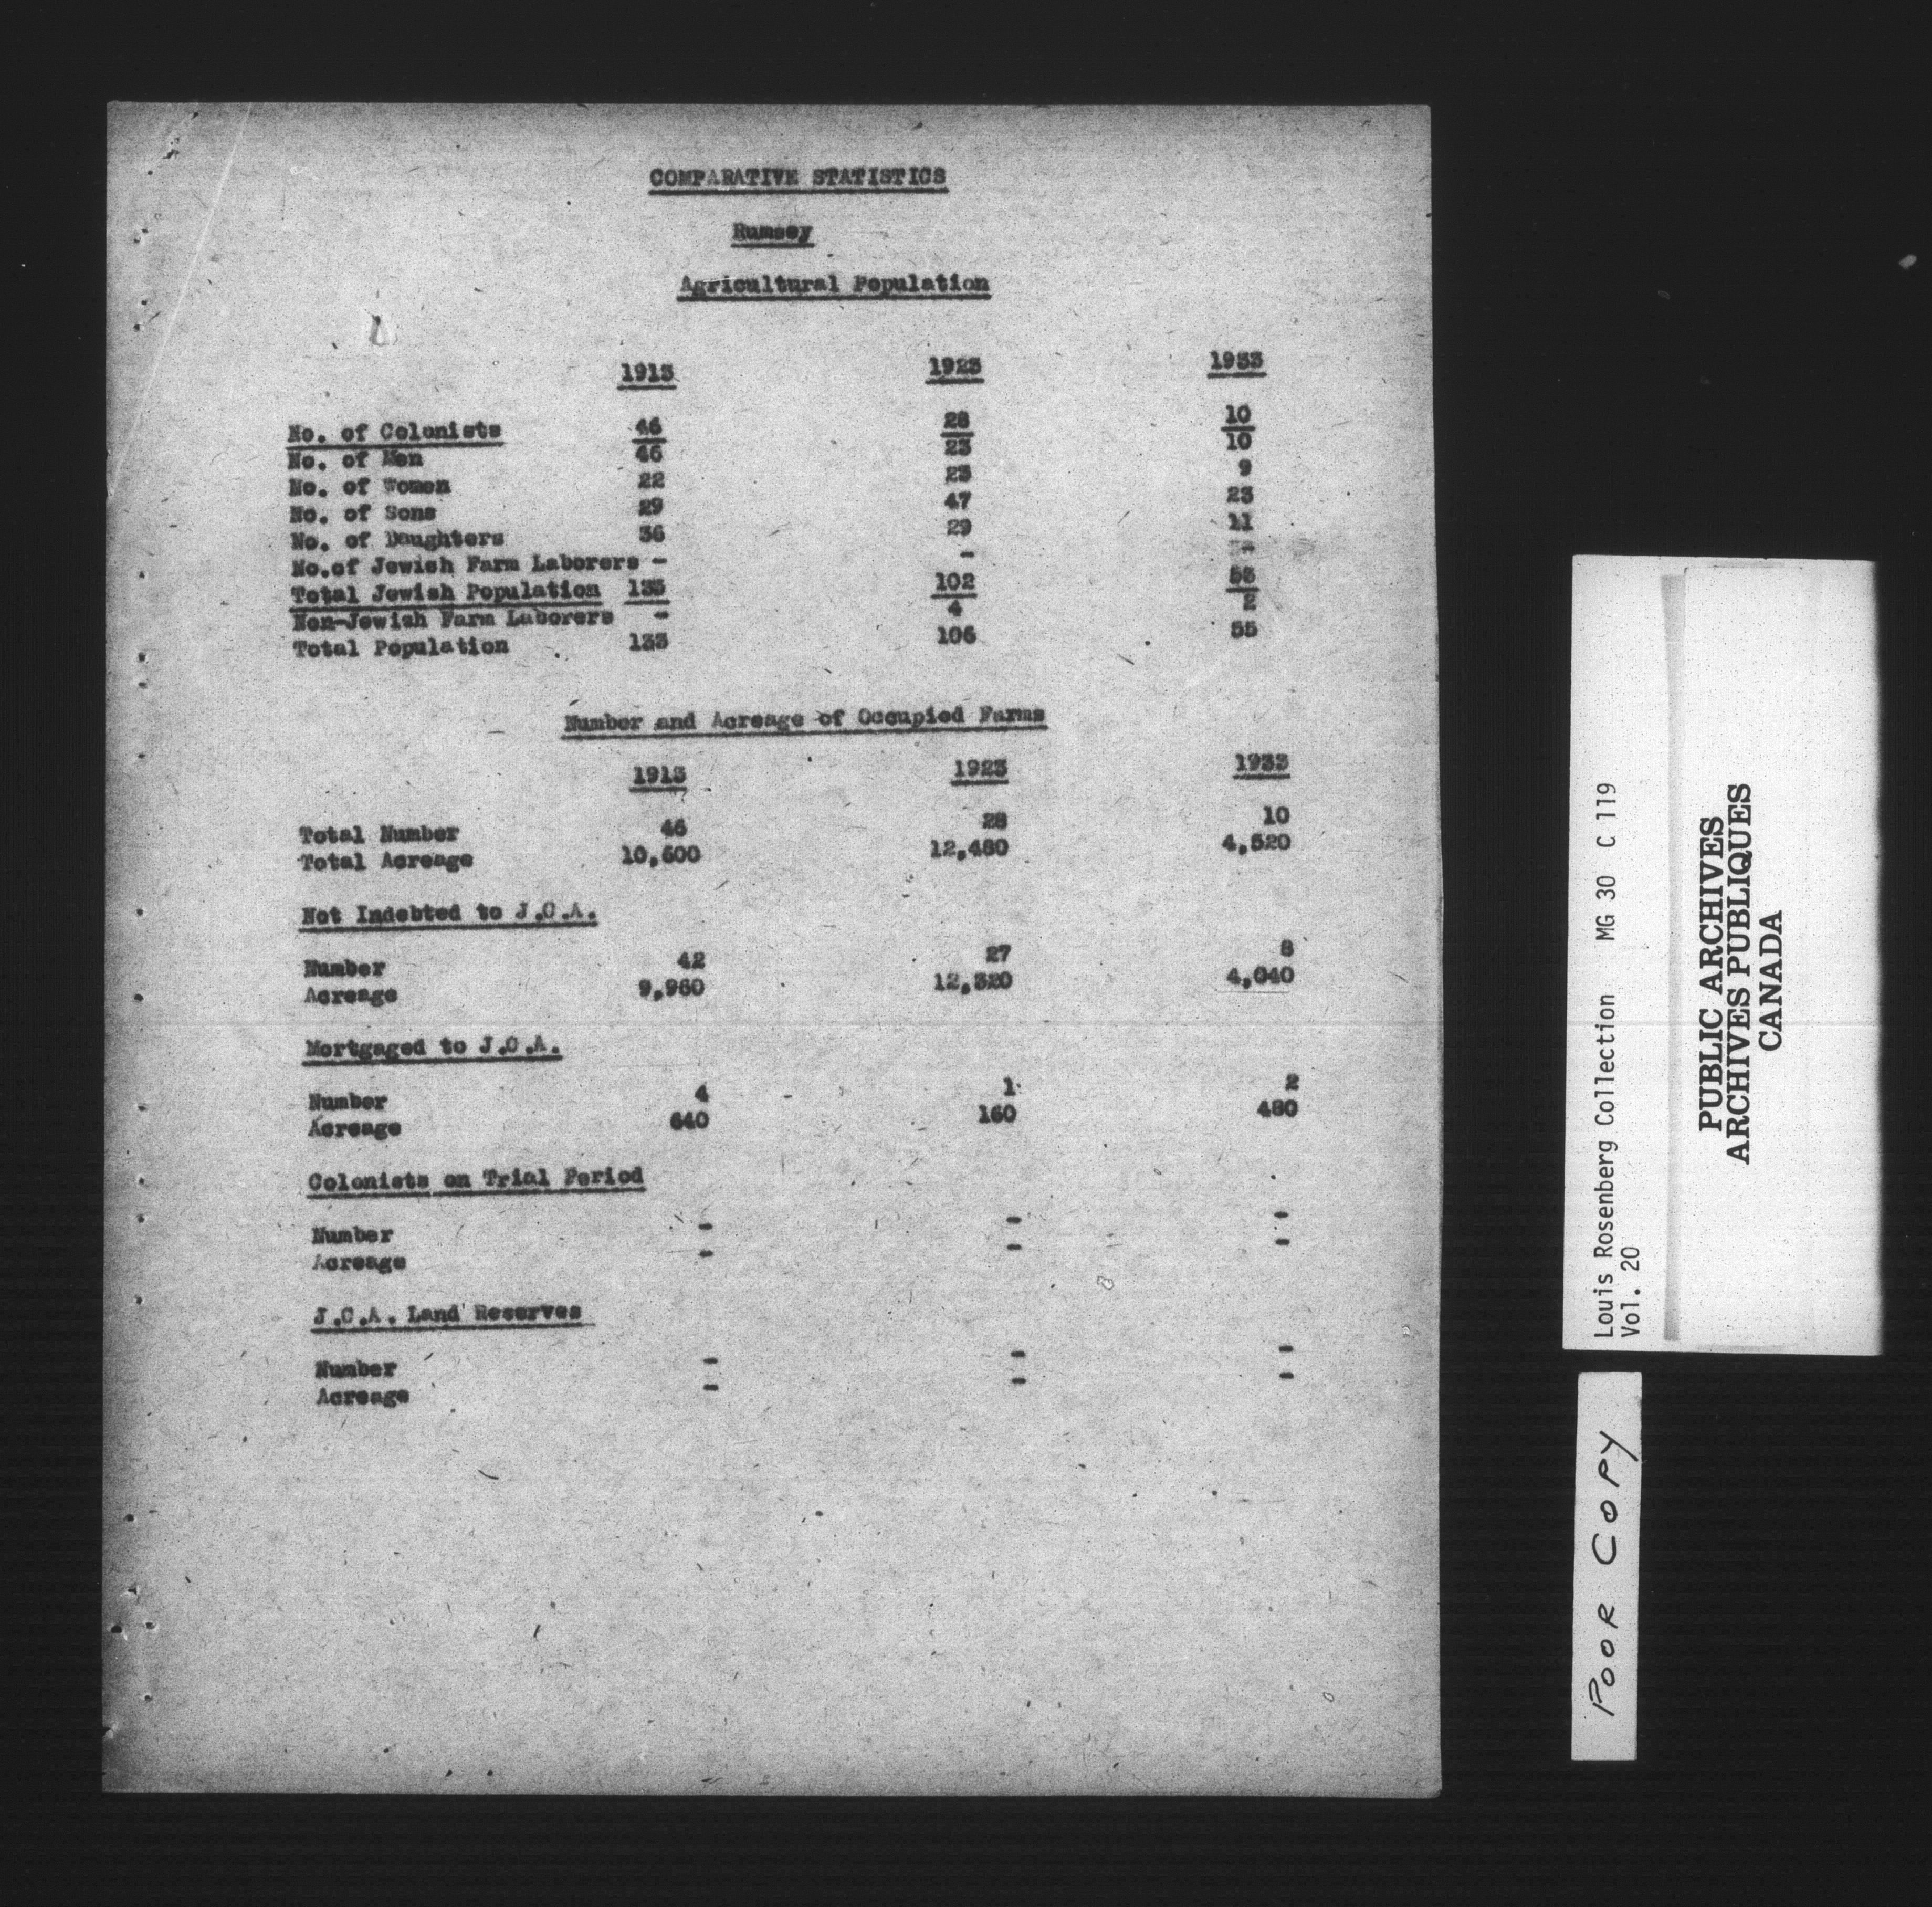 COMPARATIVE STATISTICS
Rumsey
Agricultural Population
1913 1923 1933
No. of Colonists 46 28 10
No. of Men 46 23 10
No. of Women 22 23 9
No. of Sons 29 47 23
No. of Daughters 36 29 11
No.of Jewish Farm Laborers - -
Total Jewish Population 133 102 53
Non-Jewish Farm Laborers - 4 2
Total Population 133 106 55
Number and Acreage of Occupied Farms
1913 1923 1933
Total Number 46 28 10
Total Acreage 10,600 12,480 4,520
Not Indebted to J.C.A.
Number 42 27 8
Acreage 9,960 12,320 4,040
Mortgaged to J.C.A.
Number 4 1 2
Acreage 640 160 480
Colonists on Trial Period
Number - - -
Acreage - - -
J.C.A. Land Reserves
Number - - -
Acreage - - -
Louis Rosenberg Collection MG 30 C 119
Vol. 20
PUBLIC ARCHIVES
ARCHIVES PUBLIQUES
CANADA
POOR COPY